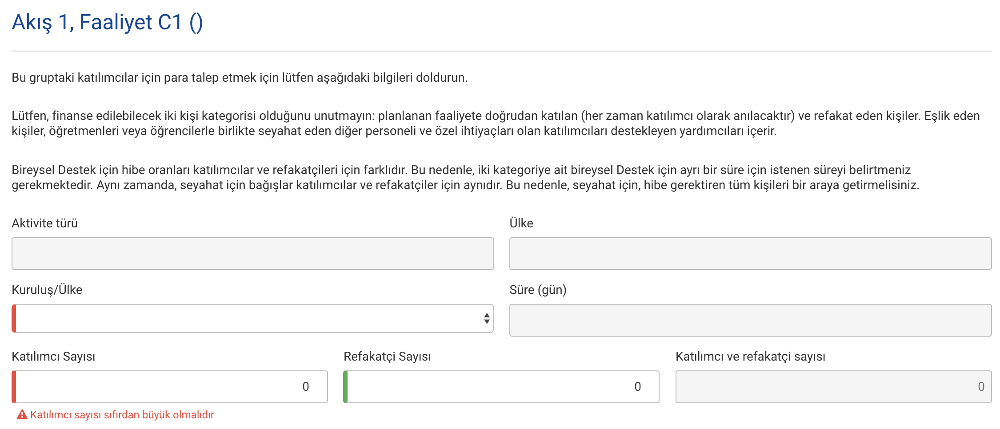 Akış 1, Faaliyet C1 ()
Bu gruptaki katılımcılar için para talep etmek için lütfen aşağıdaki bilgileri doldurun.
Lütfen, finanse edilebilecek iki kişi kategorisi olduğunu unutmayın: planlanan faaliyete doğrudan katılan (her zaman katılımcı olarak anılacaktır) ve refakat eden kişiler. Eşlik eden
kişiler, öğretmenleri veya öğrencilerle birlikte seyahat eden diğer personeli ve özel ihtiyaçları olan katılımcıları destekleyen yardımcıları içerir.
Bireysel Destek için hibe oranları katılımcılar ve refakatçileri için farklıdır. Bu nedenle, iki kategoriye ait bireysel Destek için ayrı bir süre için istenen süreyi belirtmeniz
gerekmektedir. Aynı zamanda, seyahat için bağışlar katılımcılar ve refakatçiler için aynıdır. Bu nedenle, seyahat için, hibe gerektiren tüm kişileri bir araya getirmelisiniz.
Aktivite türü
Ülke
Kuruluş/Ülke
Süre (gün)
Katılımcı Sayısı
Refakatçi Sayısı
Katılımcı ve refakatçi sayısı
0
0
0
Katılımcı sayısı sıfırdan büyük olmalıdır